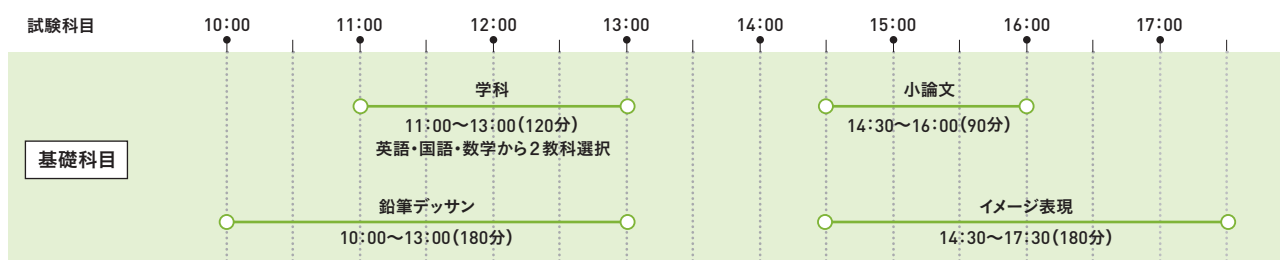 試験科目 10:00 11:00 12:00 13:00 14:00 15:00 16:00 17:00
基礎科目
学科
11:00〜13:00(120分)
英語・国語・数学から2教科選択
小論文
14:30〜16:00(90分)
鉛筆デッサン
10:00〜13:00(180分)
イメージ表現
14:30〜17:30(180分)